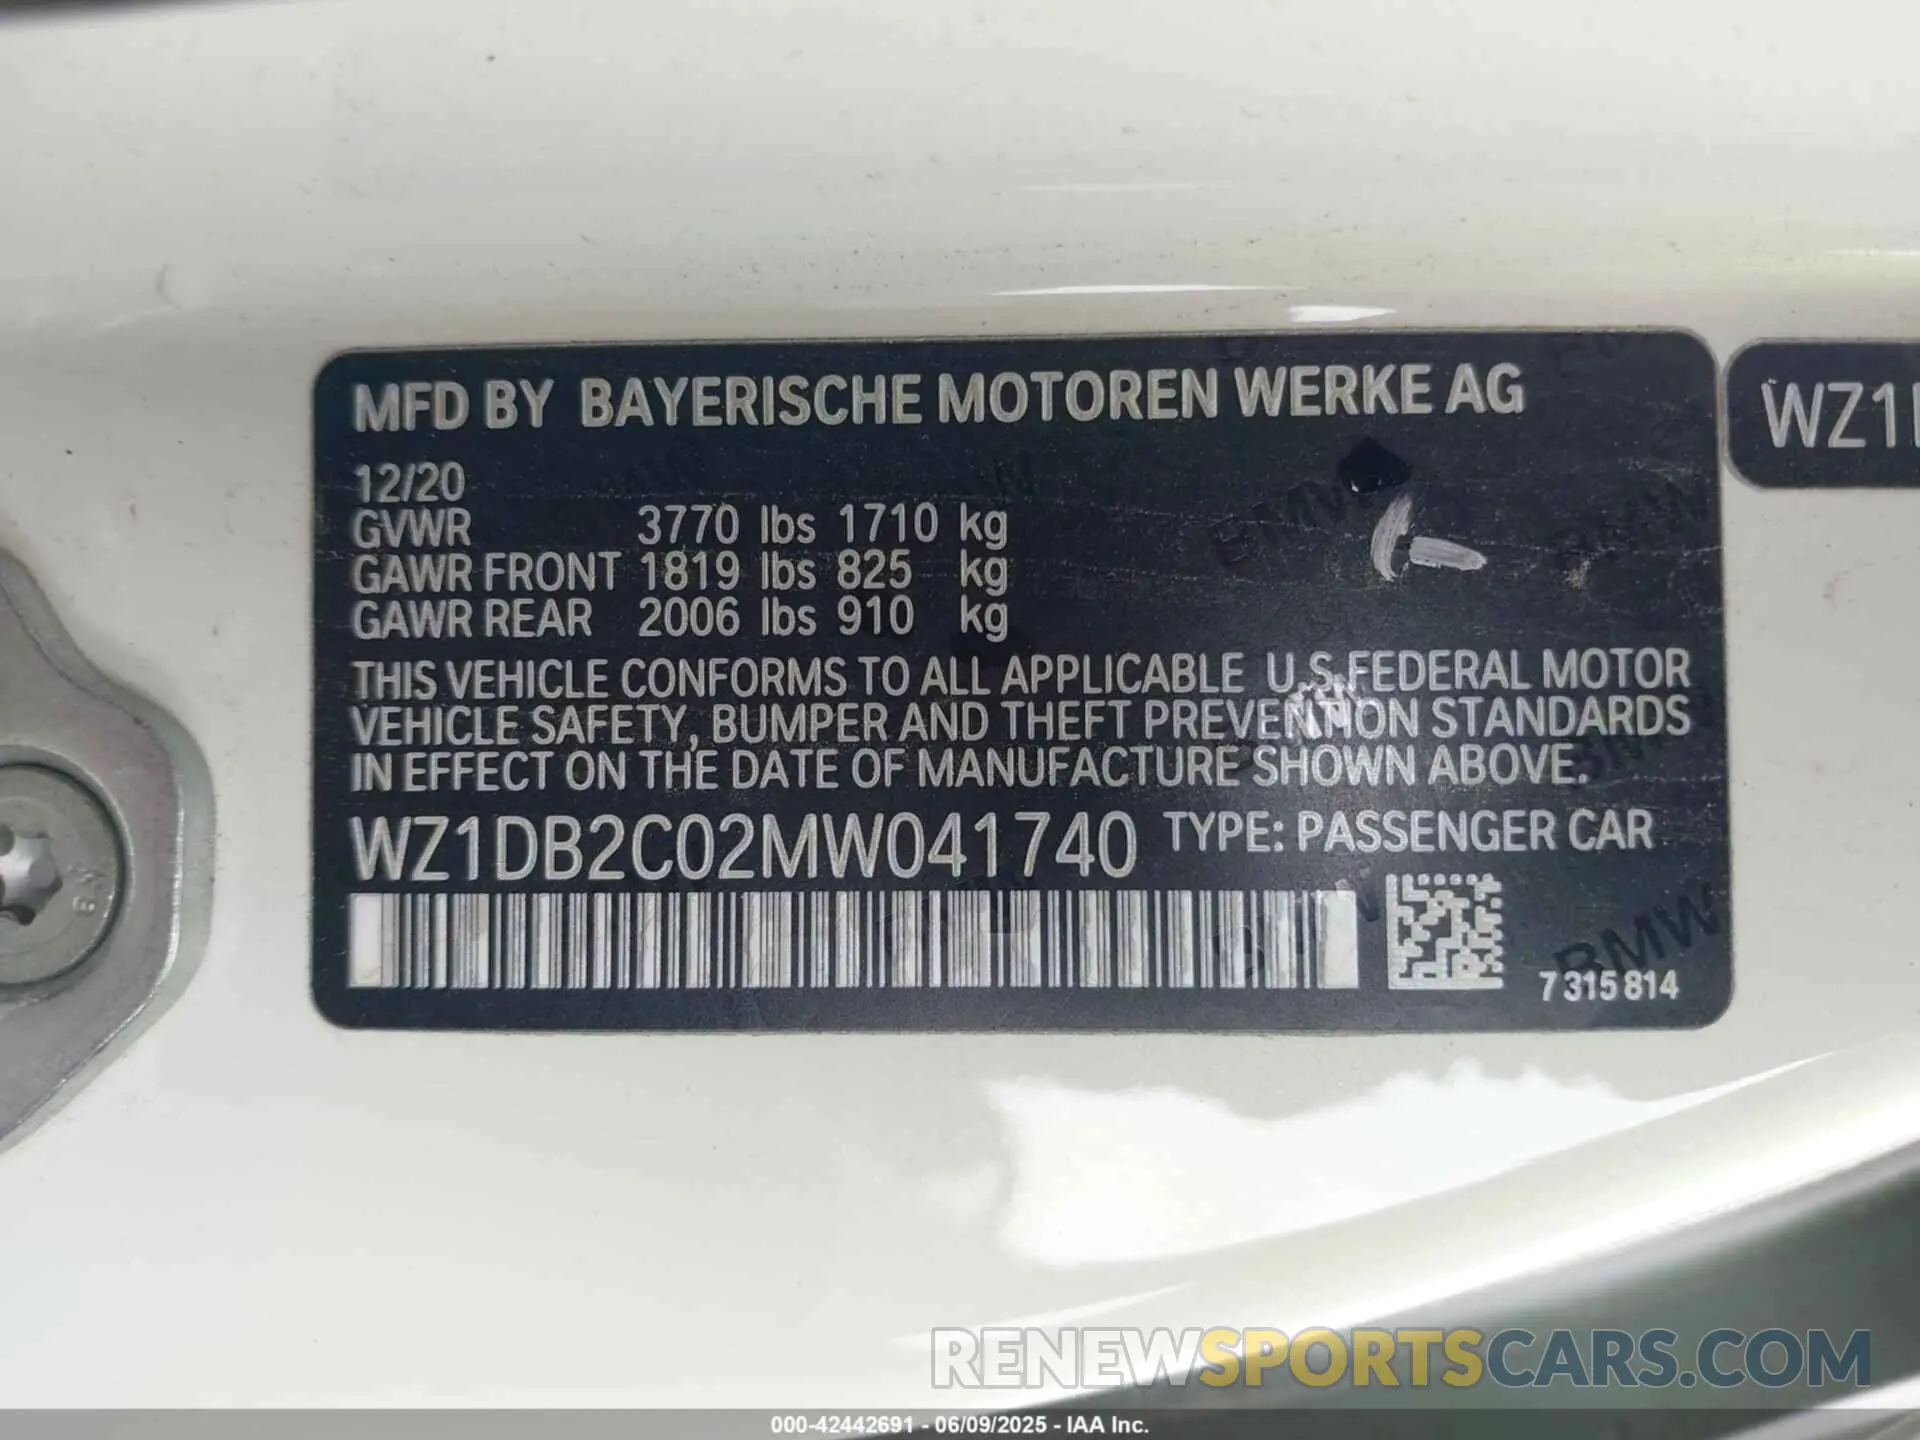 MFD BY BAYERISCHE MOTOREN WERKE AG
12/20
GVWR 3770 lbs 1710 kg
GAWR FRONT 1819 lbs 825 kg
GAWR REAR 2006 lbs 910 kg
THIS VEHICLE CONFORMS TO ALL APPLICABLE U.S.FEDERAL MOTOR
VEHICLE SAFETY, BUMPER AND THEFT PREVENTION STANDARDS
IN EFFECT ON THE DATE OF MANUFACTURE SHOWN ABOVE.
WZ1DB2C02MW041740 TYPE: PASSENGER CAR
7 315 814
WZ1
BMW
RENEWSPORTSCARS.COM
000-42442691 - 06/09/2025 - IAA Inc.